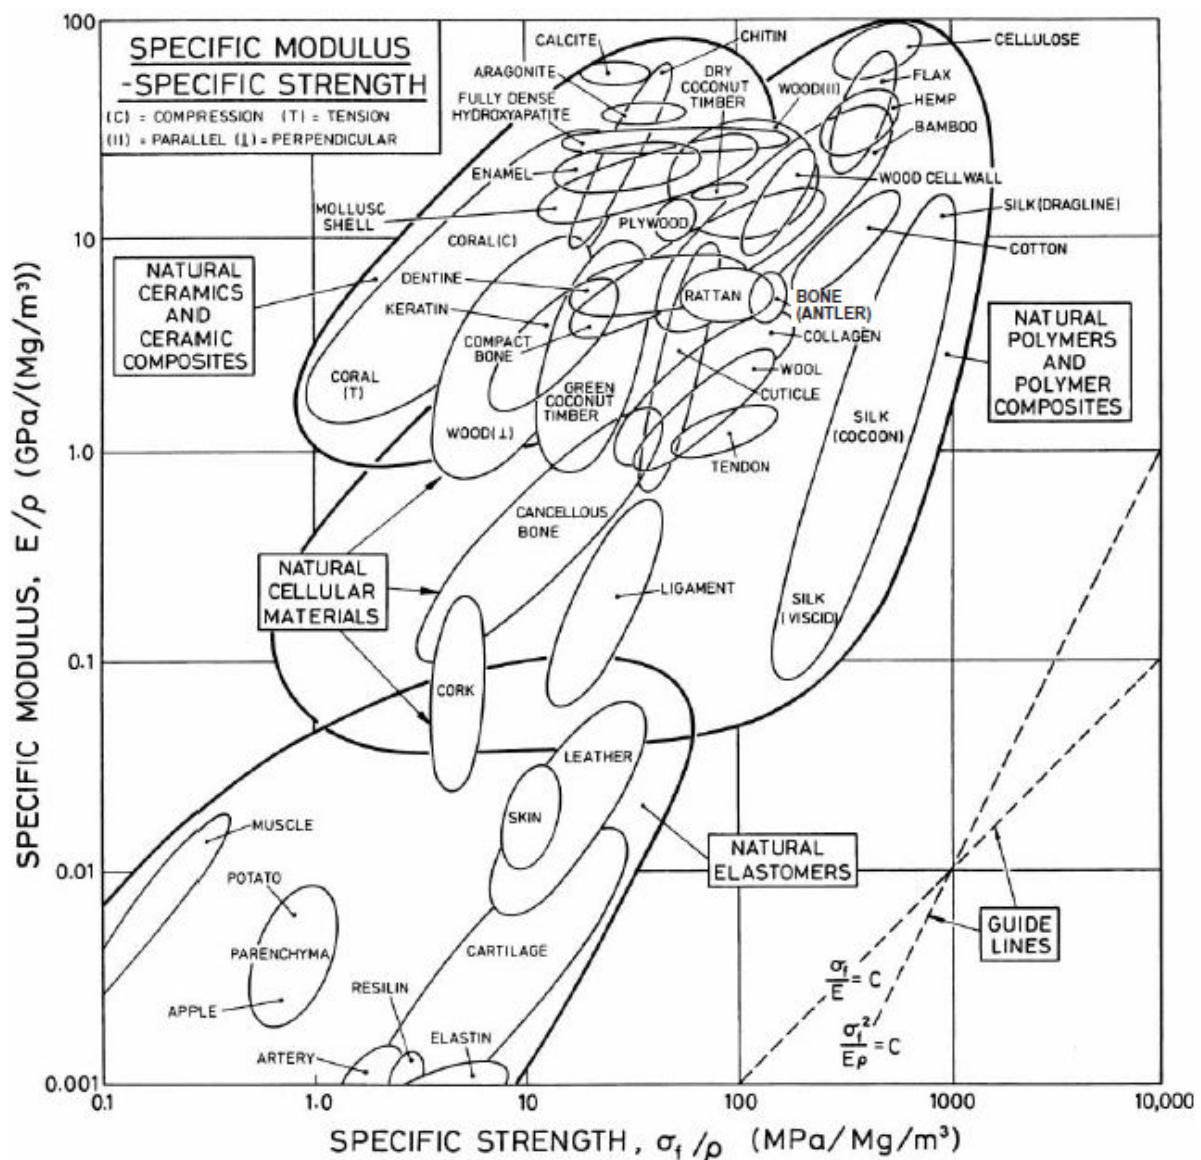 SPECIFIC MODULUS
-SPECIFIC STRENGTH
(C) = COMPRESSION (T) = TENSION
(II) = PARALLEL (⊥) = PERPENDICULAR
CALCITE
CHITIN
CELLULOSE
ARAGONITE
DRY
COCONUT
TIMBER
WOOD(II)
FLAX
FULLY DENSE
HYDROXYAPATITE
HEMP
BAMBOO
ENAMEL
WOOD CELL WALL
MOLLUSC
SHELL
PLYWOOD
SILK(DRAGLINE)
CORAL(C)
COTTON
NATURAL
CERAMICS
AND
CERAMIC
COMPOSITES
DENTINE
KERATIN
RATTAN
BONE
(ANTLER)
COMPACT
BONE
COLLAGEN
NATURAL
POLYMERS
AND
POLYMER
COMPOSITES
CORAL
(T)
GREEN
COCONUT
TIMBER
WOOL
CUTICLE
WOOD(⊥)
SILK
(COCOON)
TENDON
CANCELLOUS
BONE
NATURAL
CELLULAR
MATERIALS
LIGAMENT
SILK
(VISCID)
CORK
LEATHER
SKIN
MUSCLE
NATURAL
ELASTOMERS
POTATO
PARENCHYMA
APPLE
CARTILAGE
GUIDE
LINES
RESILIN
ARTERY
ELASTIN
σf/E = C
σf²/Eρ = C
100
10
1.0
0.1
0.01
0.001
SPECIFIC MODULUS, E/ρ (GPa/(Mg/m³))
0.1 1.0 10 100 1000 10,000
SPECIFIC STRENGTH, σf/ρ (MPa/Mg/m³)